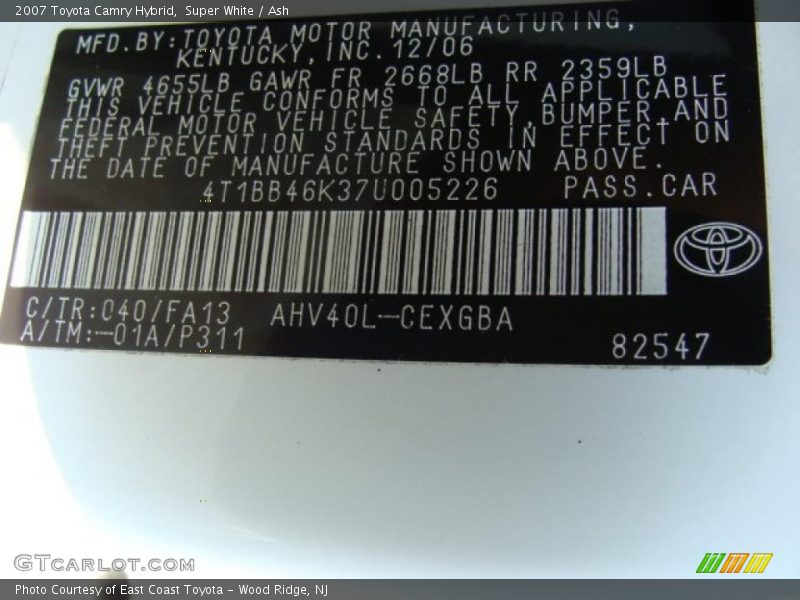 2007 Toyota Camry Hybrid, Super White / Ash
MFD.BY:TOYOTA MOTOR MANUFACTURING,
KENTUCKY,INC.12/06
GVWR 4655LB GAWR FR 2668LB RR 2359LB
THIS VEHICLE CONFORMS TO ALL APPLICABLE
FEDERAL MOTOR VEHICLE SAFETY,BUMPER,AND
THEFT PREVENTION STANDARDS IN EFFECT ON
THE DATE OF MANUFACTURE SHOWN ABOVE.
4T1BB46K37U005226 PASS.CAR
C/TR:040/FA13 AHV40L-CEXGBA
A/TM:-01A/P311
82547
GTCARLOT.COM
Photo Courtesy of East Coast Toyota - Wood Ridge, NJ